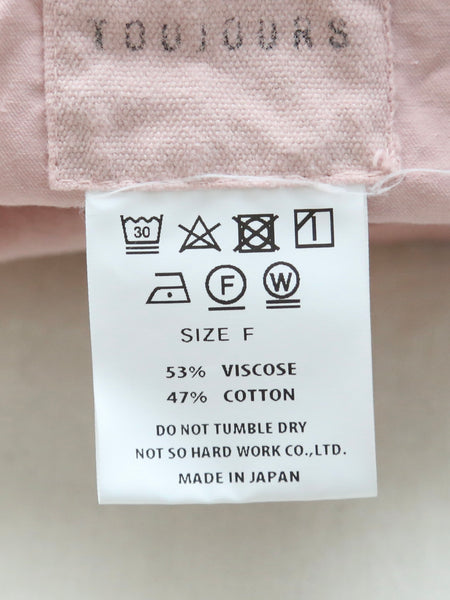 TOUJOURS
30
F
W
SIZE F
53% VISCOSE
47% COTTON
DO NOT TUMBLE DRY
NOT SO HARD WORK CO.,LTD.
MADE IN JAPAN